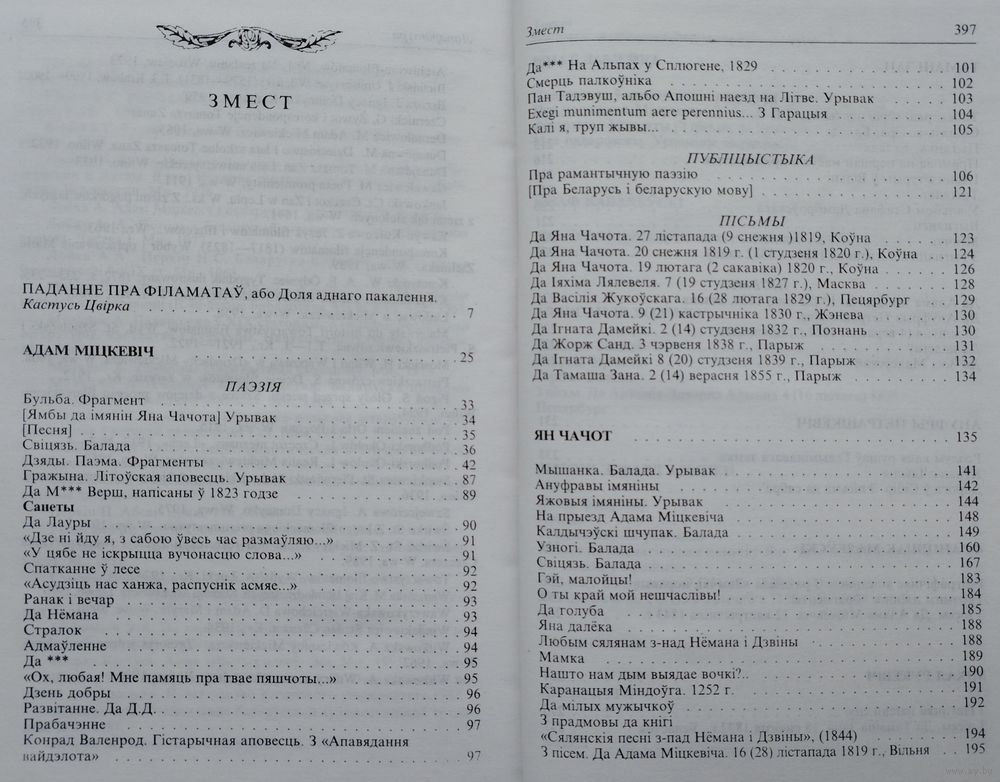 ЗМЕСТ
ПАДАННЕ ПРА ФІЛАМАТАЎ, або Доля аднаго пакалення.
Кастусь Цвірка . . . 7
АДАМ МІЦКЕВІЧ . . . 25
ПАЭЗІЯ
Бульба. Фрагмент . . . 33
[Ямбы да імянін Яна Чачота] Урывак . . . 34
[Песня] . . . 35
Свіцязь. Балада . . . 36
Дзяды. Паэма. Фрагменты . . . 42
Гражына. Літоўская аповесць. Урывак . . . 87
Да М*** Верш, напісаны ў 1823 годзе . . . 89
Санеты
Да Лауры . . . 90
«Дзе ні йду я, з сабою ўвесь час размаўляю...» . . . 91
«У цябе не іскрыцца вучонасцю слова...» . . . 91
Спатканне ў лесе . . . 92
«Асудзіць нас ханжа, распуснік асмяе...» . . . 92
Ранак і вечар . . . 93
Да Нёмана . . . 93
Стралок . . . 94
Адмаўленне . . . 94
Да *** . . . 95
«Ох, любая! Мне памяць пра твае пяшчоты...» . . . 95
Дзень добры . . . 96
Развітанне. Да Д.Д. . . . 96
Прабачэнне . . . 97
Конрад Валенрод. Гістарычная аповесць. З «Апавядання
вайдэлота» . . . 97
Змест 397
Да*** На Альпах у Сплюгене, 1829 . . . 101
Смерць палкоўніка . . . 102
Пан Тадэвуш, альбо Апошні наезд на Літве. Урывак . . . 103
Exegi munimentum aere perennius... З Гарацыя . . . 104
Калі я, труп жывы... . . . 105
ПУБЛІЦЫСТЫКА
Пра рамантычную паэзію . . . 106
[Пра Беларусь і беларускую мову] . . . 121
ПІСЬМЫ
Да Яна Чачота. 27 лістапада (9 снежня )1819, Коўна . . . 123
Да Яна Чачота. 20 снежня 1819 г. (1 студзеня 1820 г.), Коўна . . . 124
Да Яна Чачота. 19 лютага (2 сакавіка) 1820 г., Коўна . . . 126
Да Іяхіма Лялевеля. 7 (19 студзеня 1827 г.), Масква . . . 128
Да Васілія Жукоўскага. 16 (28 лютага 1829 г.), Пецярбург . . . 129
Да Яна Чачота. 9 (21) кастрычніка 1830 г., Жэнева . . . 130
Да Ігната Дамейкі. 2 (14) студзеня 1832 г., Познань . . . 130
Да Жорж Санд. 3 чэрвеня 1838 г., Парыж . . . 131
Да Ігната Дамейкі 8 (20) студзеня 1839 г., Парыж . . . 132
Да Тамаша Зана. 2 (14) верасня 1855 г., Парыж . . . 134
ЯН ЧАЧОТ . . . 135
Мышанка. Балада. Урывак . . . 141
Ануфравы імяніны . . . 142
Яжовыя імяніны. Урывак . . . 144
На прыезд Адама Міцкевіча . . . 148
Калдычэўскі шчупак. Балада . . . 149
Узногі. Балада . . . 160
Свіцязь. Балада . . . 167
Гэй, малойцы! . . . 183
О ты край мой нешчаслівы! . . . 184
Да голуба . . . 185
Яна далёка . . . 188
Любым сялянам з-над Нёмана і Дзвіны . . . 188
Мамка . . . 189
Нашто нам дым выядае вочкі?.. . . . 190
Каранацыя Міндоўга. 1252 г. . . . 191
Да мілых мужычкоў . . . 192
З прадмовы да кнігі
«Сялянскія песні з-над Нёмана і Дзвіны», (1844) . . . 194
З пісем. Да Адама Міцкевіча. 16 (28) лістапада 1819 г., Вільня . . . 195